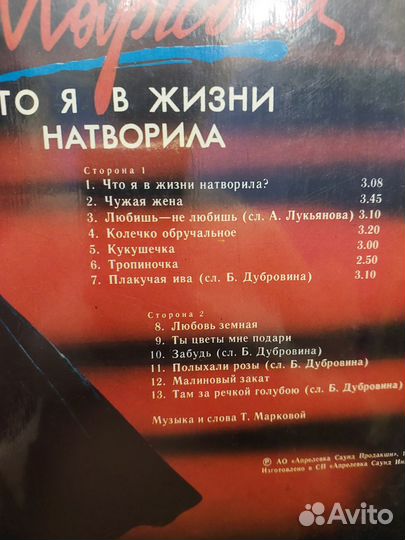 ТО Я В ЖИЗНИ
НАТВОРИЛА
Сторона 1
1. Что я в жизни натворила? 3.08
2. Чужая жена 3.45
3. Любишь—не любишь (сл. А. Лукьянова) 3.10
4. Колечко обручальное 3.20
5. Кукушечка 3.00
6. Тропиночка 2.50
7. Плакучая ива (сл. Б. Дубровина) 3.10
Сторона 2
8. Любовь земная
9. Ты цветы мне подари
10. Забудь (сл. Б. Дубровина)
11. Полыхали розы (сл. Б. Дубровина)
12. Малиновый закат
13. Там за речкой голубою (сл. Б. Дубровина)
Музыка и слова Т. Марковой
Ⓟ АО «Апрелевка Саунд Продакшн»,
Изготовлено в СП «Апрелевка Саунд
Avito